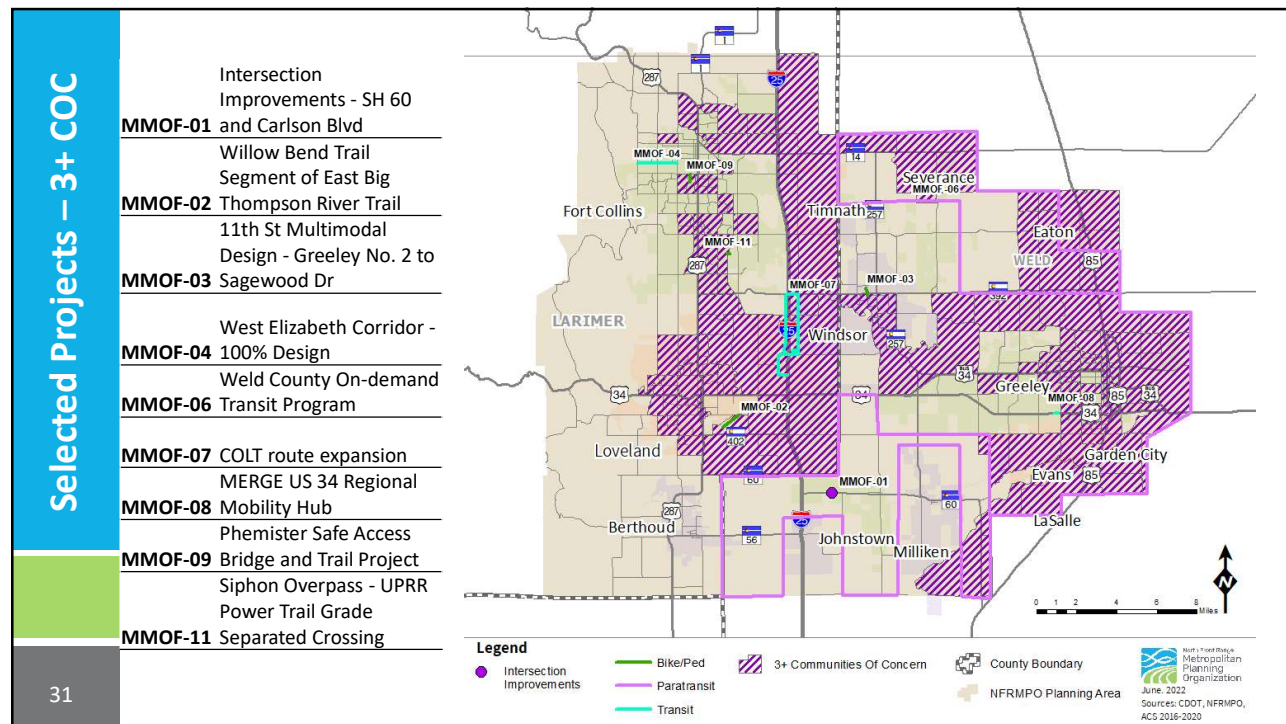 Selected Projects – 3+ COC
31
Intersection
Improvements - SH 60
MMOF-01 and Carlson Blvd
Willow Bend Trail
Segment of East Big
MMOF-02 Thompson River Trail
11th St Multimodal
Design - Greeley No. 2 to
MMOF-03 Sagewood Dr
West Elizabeth Corridor -
MMOF-04 100% Design
Weld County On-demand
MMOF-06 Transit Program
MMOF-07 COLT route expansion
MERGE US 34 Regional
MMOF-08 Mobility Hub
Phemister Safe Access
MMOF-09 Bridge and Trail Project
Siphon Overpass - UPRR
Power Trail Grade
MMOF-11 Separated Crossing
1
1
287
25
MMOF-04
MMOF-09
14
Severance
MMOF-06
Fort Collins
Timnath
257
Eaton
MMOF-11
WELD
85
287
MMOF-07
MMOF-03
392
LARIMER
25
Windsor
257
34
BUS
34
Greeley
34
85
BUS
34
MMOF-08
34
MMOF-02
402
Loveland
Garden City
60
Evans
85
MMOF-01
60
287
Berthoud
25
LaSalle
56
Johnstown
Milliken
N
0 1 2 4 6 8
Miles
Legend
Intersection
Improvements
Bike/Ped
Paratransit
Transit
3+ Communities Of Concern
County Boundary
NFRMPO Planning Area
North Front Range
Metropolitan
Planning
Organization
June, 2022
Sources: CDOT, NFRMPO,
ACS 2016-2020